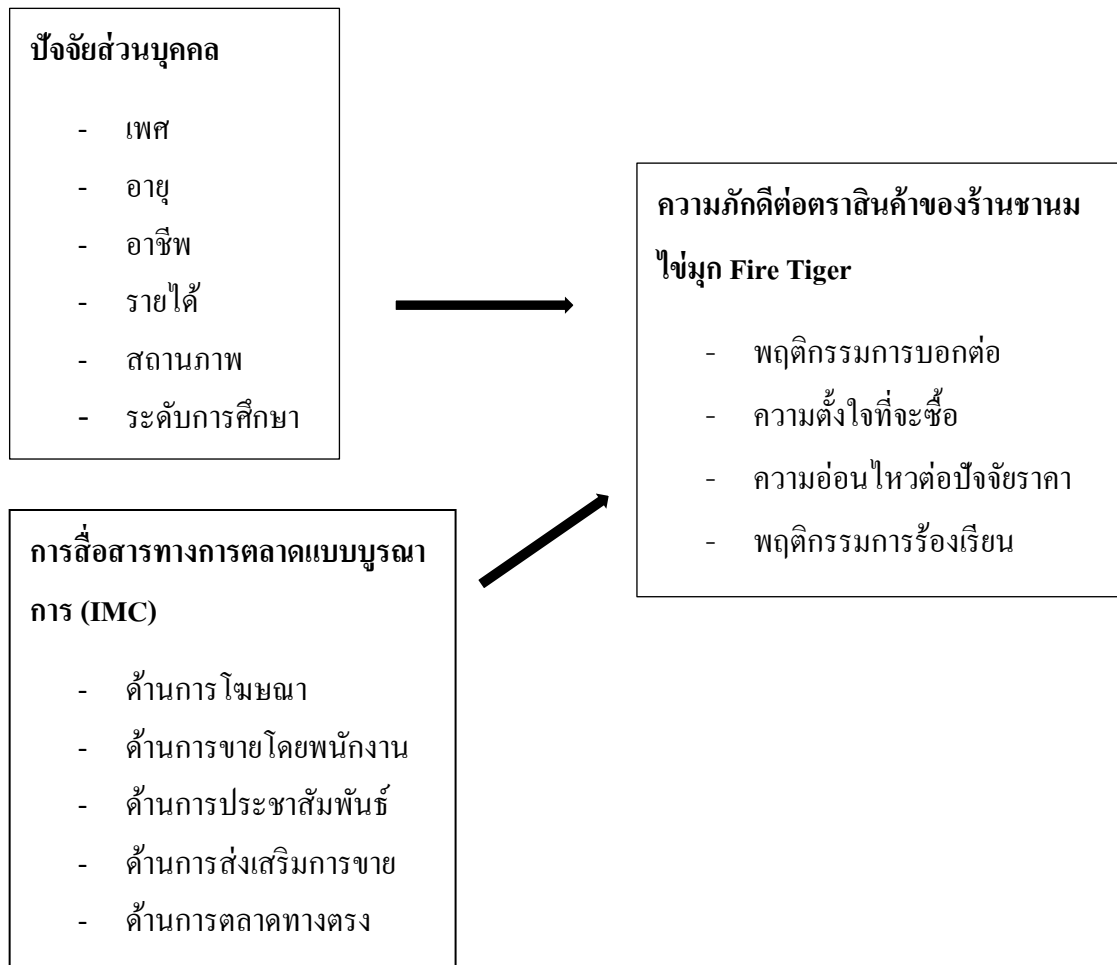 ปัจจัยส่วนบุคคล
- เพศ
- อายุ
- อาชีพ
- รายได้
- สถานภาพ
- ระดับการศึกษา
การสื่อสารทางการตลาดแบบบูรณา
การ (IMC)
- ด้านการโฆษณา
- ด้านการขายโดยพนักงาน
- ด้านการประชาสัมพันธ์
- ด้านการส่งเสริมการขาย
- ด้านการตลาดทางตรง
ความภักดีต่อตราสินค้าของร้านชานม
ไข่มุก Fire Tiger
- พฤติกรรมการบอกต่อ
- ความตั้งใจที่จะซื้อ
- ความอ่อนไหวต่อปัจจัยราคา
- พฤติกรรมการร้องเรียน